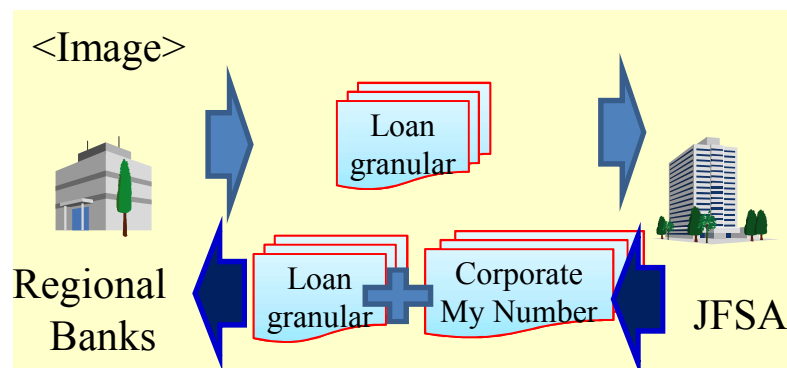 <Image>
Loan
granular
Regional
Banks
Loan
granular
Corporate
My Number
JFSA